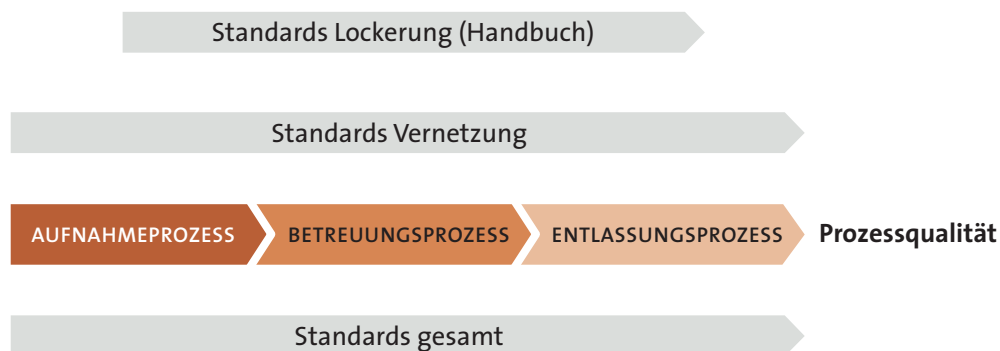 Standards Lockerung (Handbuch)
Standards Vernetzung
AUFNAHMEPROZESS BETREUUNGSPROZESS ENTLASSUNGSPROZESS Prozessqualität
Standards gesamt